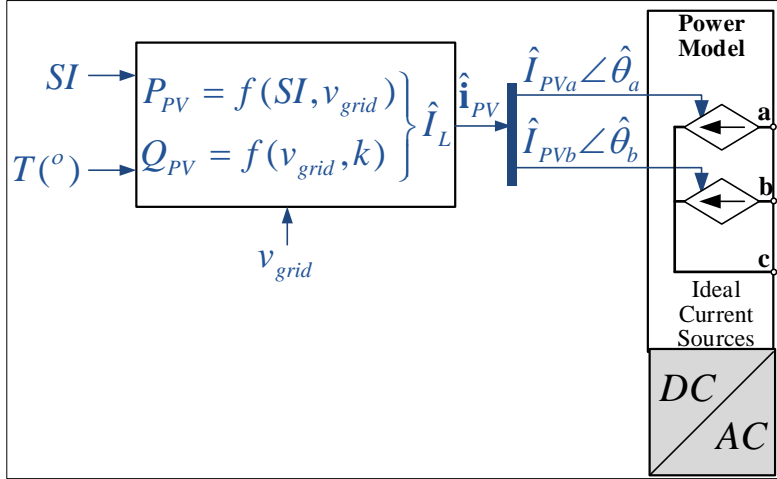 SI
T(°)
P_PV = f(SI, v_grid)
Q_PV = f(v_grid, k)
Î_L
v_grid
î_PV
Î_PVa∠θ̂_a
Î_PVb∠θ̂_b
Power
Model
a
b
c
Ideal
Current
Sources
DC
AC